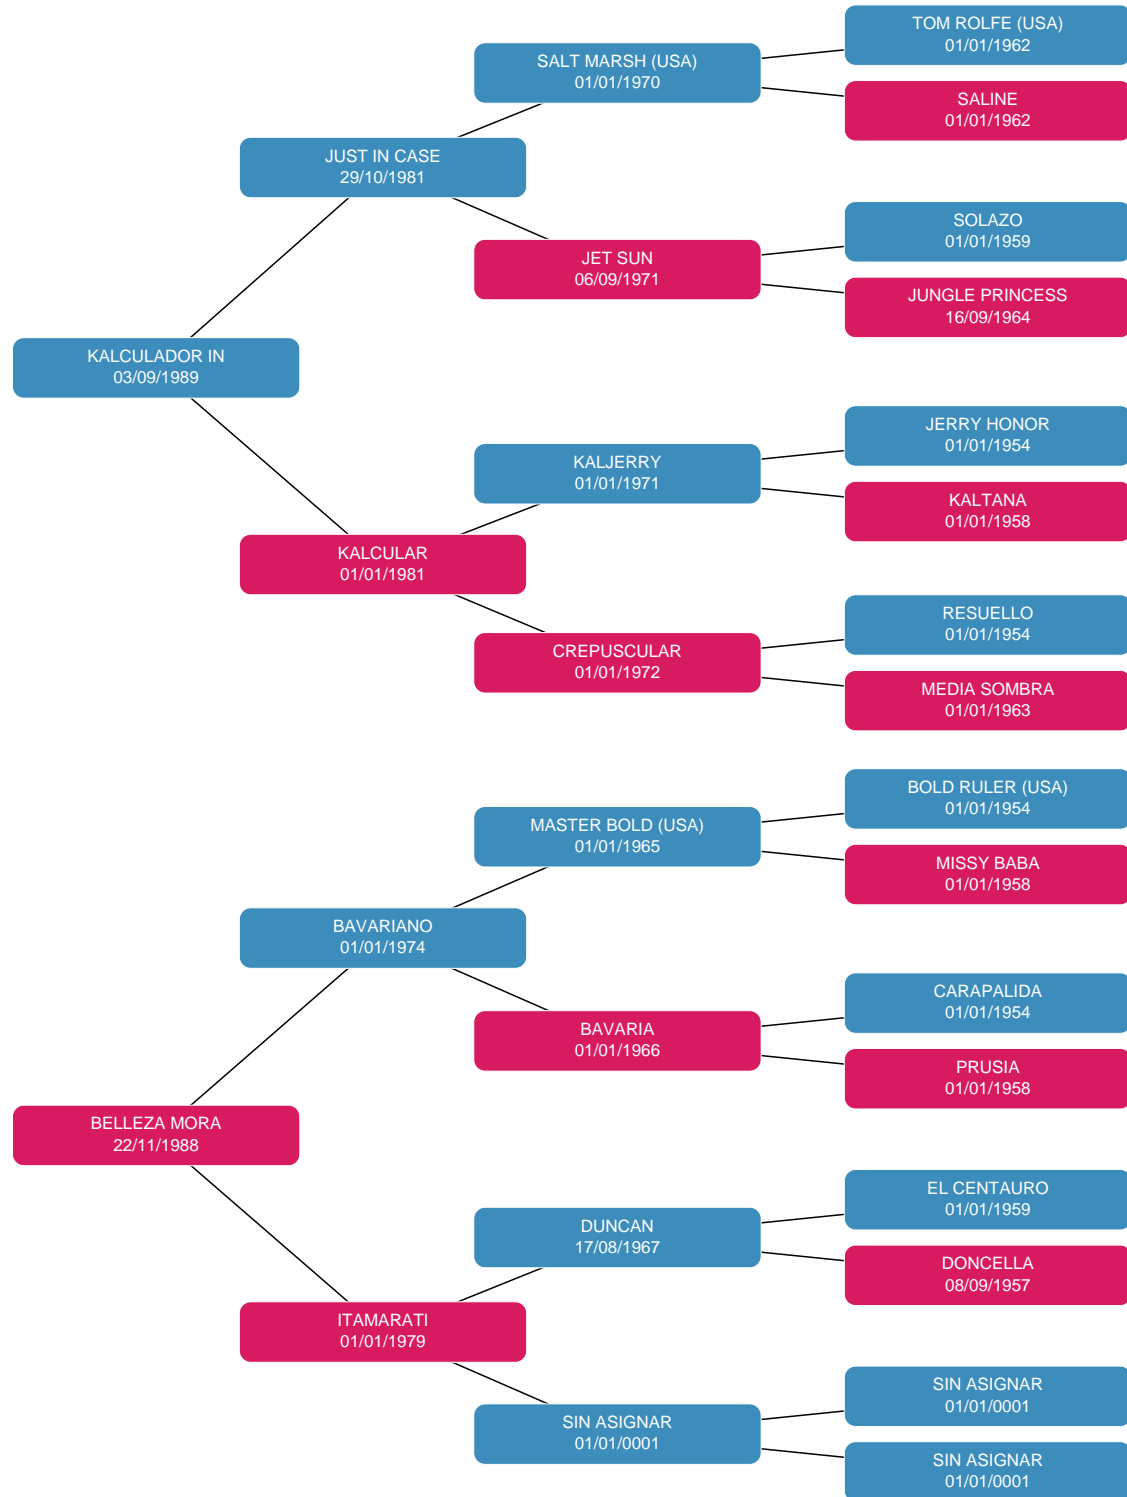 TOM ROLFE (USA)
01/01/1962
SALT MARSH (USA)
01/01/1970
SALINE
01/01/1962
JUST IN CASE
29/10/1981
SOLAZO
01/01/1959
JET SUN
06/09/1971
JUNGLE PRINCESS
16/09/1964
KALCULADOR IN
03/09/1989
JERRY HONOR
01/01/1954
KALJERRY
01/01/1971
KALTANA
01/01/1958
KALCULAR
01/01/1981
RESUELLO
01/01/1954
CREPUSCULAR
01/01/1972
MEDIA SOMBRA
01/01/1963
BOLD RULER (USA)
01/01/1954
MASTER BOLD (USA)
01/01/1965
MISSY BABA
01/01/1958
BAVARIANO
01/01/1974
CARAPALIDA
01/01/1954
BAVARIA
01/01/1966
PRUSIA
01/01/1958
BELLEZA MORA
22/11/1988
EL CENTAURO
01/01/1959
DUNCAN
17/08/1967
DONCELLA
08/09/1957
ITAMARATI
01/01/1979
SIN ASIGNAR
01/01/0001
SIN ASIGNAR
01/01/0001
SIN ASIGNAR
01/01/0001